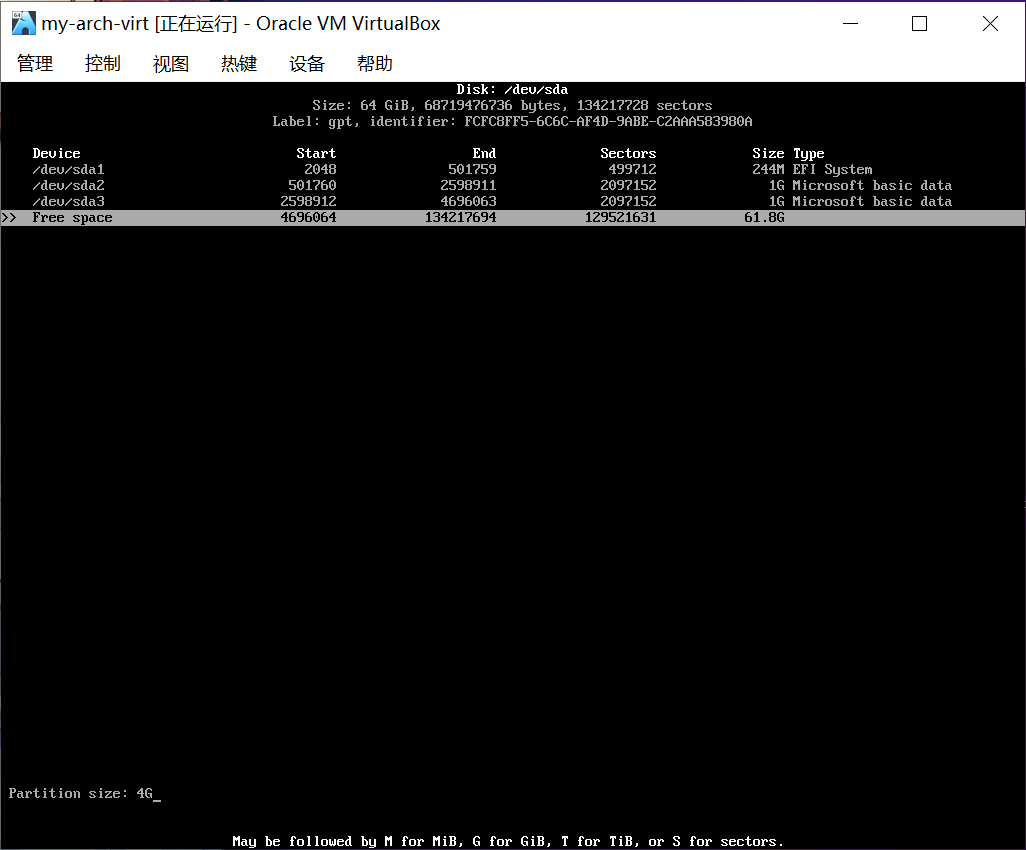 my-arch-virt [正在运行] - Oracle VM VirtualBox
管理 控制 视图 热键 设备 帮助
Disk: /dev/sda
Size: 64 GiB, 68719476736 bytes, 134217728 sectors
Label: gpt, identifier: FCFC8FF5-6C6C-AF4D-9ABE-C2AAA583980A
Device Start End Sectors Size Type
/dev/sda1 2048 501759 499712 244M EFI System
/dev/sda2 501760 2598911 2097152 1G Microsoft basic data
/dev/sda3 2598912 4696063 2097152 1G Microsoft basic data
>> Free space 4696064 134217694 129521631 61.8G
Partition size: 4G_
May be followed by M for MiB, G for GiB, T for TiB, or S for sectors.